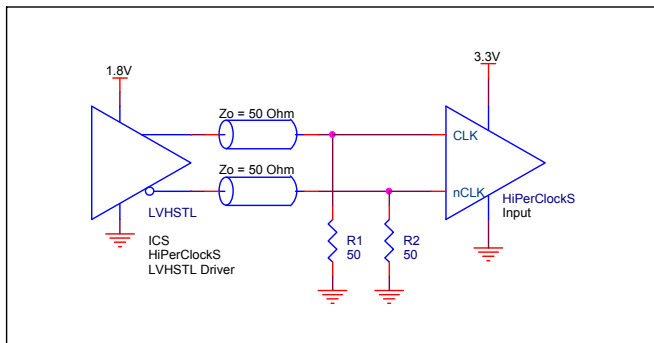 1.8V
3.3V
Zo = 50 Ohm
CLK
Zo = 50 Ohm
nCLK
HiPerClockS
Input
LVHSTL
ICS
HiPerClockS
LVHSTL Driver
R1
50
R2
50